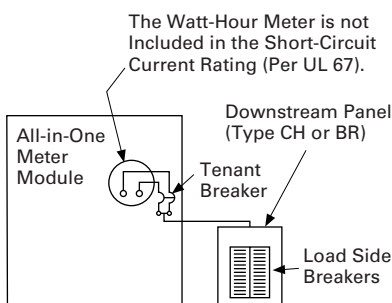 The Watt-Hour Meter is not
Included in the Short-Circuit
Current Rating (Per UL 67).
Downstream Panel
(Type CH or BR)
All-in-One
Meter
Module
Tenant
Breaker
Load Side
Breakers